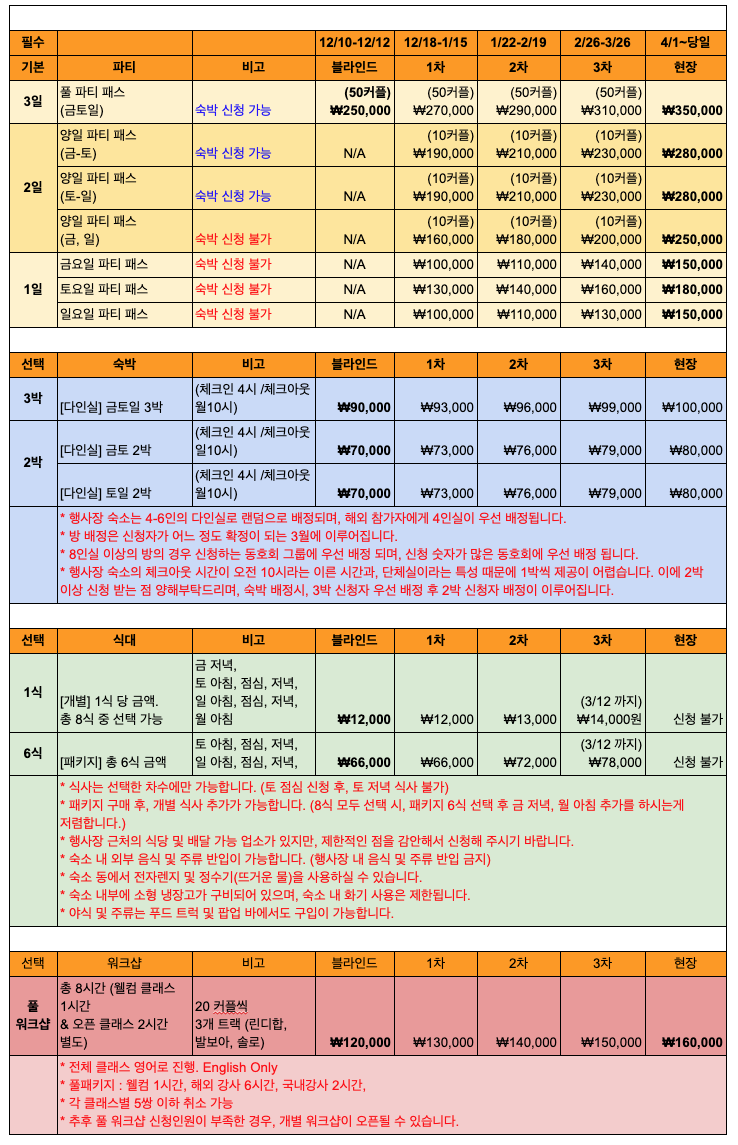 필수 12/10-12/12 12/18-1/15 1/22-2/19 2/26-3/26 4/1~당일
기본 파티 비고 블라인드 1차 2차 3차 현장
3일 풀 파티 패스 (50커플) (50커플) (50커플) (50커플)
(금토일) 숙박 신청 가능 ₩250,000 ₩270,000 ₩290,000 ₩310,000 ₩350,000
2일
양일 파티 패스 (10커플) (10커플) (10커플)
(금-토) 숙박 신청 가능 N/A ₩190,000 ₩210,000 ₩230,000 ₩280,000
양일 파티 패스 (10커플) (10커플) (10커플)
(토-일) 숙박 신청 가능 N/A ₩190,000 ₩210,000 ₩230,000 ₩280,000
양일 파티 패스 (10커플) (10커플) (10커플)
(금, 일) 숙박 신청 불가 N/A ₩160,000 ₩180,000 ₩200,000 ₩250,000
1일
금요일 파티 패스 숙박 신청 불가 N/A ₩100,000 ₩110,000 ₩140,000 ₩150,000
토요일 파티 패스 숙박 신청 불가 N/A ₩130,000 ₩140,000 ₩160,000 ₩180,000
일요일 파티 패스 숙박 신청 불가 N/A ₩100,000 ₩110,000 ₩130,000 ₩150,000
선택 숙박 비고 블라인드 1차 2차 3차 현장
3박 (체크인 4시 /체크아웃
[다인실] 금토일 3박 월10시) ₩90,000 ₩93,000 ₩96,000 ₩99,000 ₩100,000
2박
(체크인 4시 /체크아웃
[다인실] 금토 2박 일10시) ₩70,000 ₩73,000 ₩76,000 ₩79,000 ₩80,000
(체크인 4시 /체크아웃
[다인실] 토일 2박 월10시) ₩70,000 ₩73,000 ₩76,000 ₩79,000 ₩80,000
* 행사장 숙소는 4-6인의 다인실로 랜덤으로 배정되며, 해외 참가자에게 4인실이 우선 배정됩니다.
* 방 배정은 신청자가 어느 정도 확정이 되는 3월에 이루어집니다.
* 8인실 이상의 방의 경우 신청하는 동호회 그룹에 우선 배정 되며, 신청 숫자가 많은 동호회에 우선 배정 됩니다.
* 행사장 숙소의 체크아웃 시간이 오전 10시라는 이른 시간과, 단체실이라는 특성 때문에 1박씩 제공이 어렵습니다. 이에 2박
이상 신청 받는 점 양해부탁드리며, 숙박 배정시, 3박 신청자 우선 배정 후 2박 신청자 배정이 이루어집니다.
선택 식대 비고 블라인드 1차 2차 3차 현장
1식 금 저녁,
토 아침, 점심, 저녁,
[개별] 1식 당 금액. 일 아침, 점심, 저녁, (3/12 까지)
총 8식 중 선택 가능 월 아침 ₩12,000 ₩12,000 ₩13,000 ₩14,000원 신청 불가
6식 토 아침, 점심, 저녁, (3/12 까지)
[패키지] 총 6식 금액 일 아침, 점심, 저녁, ₩66,000 ₩66,000 ₩72,000 ₩78,000 신청 불가
* 식사는 선택한 차수에만 가능합니다. (토 점심 신청 후, 토 저녁 식사 불가)
* 패키지 구매 후, 개별 식사 추가가 가능합니다. (8식 모두 선택 시, 패키지 6식 선택 후 금 저녁, 월 아침 추가를 하시는게
저렴합니다.)
* 행사장 근처의 식당 및 배달 가능 업소가 있지만, 제한적인 점을 감안해서 신청해 주시기 바랍니다.
* 숙소 내 외부 음식 및 주류 반입이 가능합니다. (행사장 내 음식 및 주류 반입 금지)
* 숙소 동에서 전자렌지 및 정수기(뜨거운 물)을 사용하실 수 있습니다.
* 숙소 내부에 소형 냉장고가 구비되어 있으며, 숙소 내 화기 사용은 제한됩니다.
* 야식 및 주류는 푸드 트럭 및 팝업 바에서도 구입이 가능합니다.
선택 워크샵 비고 블라인드 1차 2차 3차 현장
풀
워크샵
총 8시간 (웰컴 클래스
1시간 20 커플씩
& 오픈 클래스 2시간 3개 트랙 (린디합,
별도) 발보아, 솔로) ₩120,000 ₩130,000 ₩140,000 ₩150,000 ₩160,000
* 전체 클래스 영어로 진행. English Only
* 풀패키지 : 웰컴 1시간, 해외 강사 6시간, 국내강사 2시간,
* 각 클래스별 5쌍 이하 취소 가능
* 추후 풀 워크샵 신청인원이 부족한 경우, 개별 워크샵이 오픈될 수 있습니다.